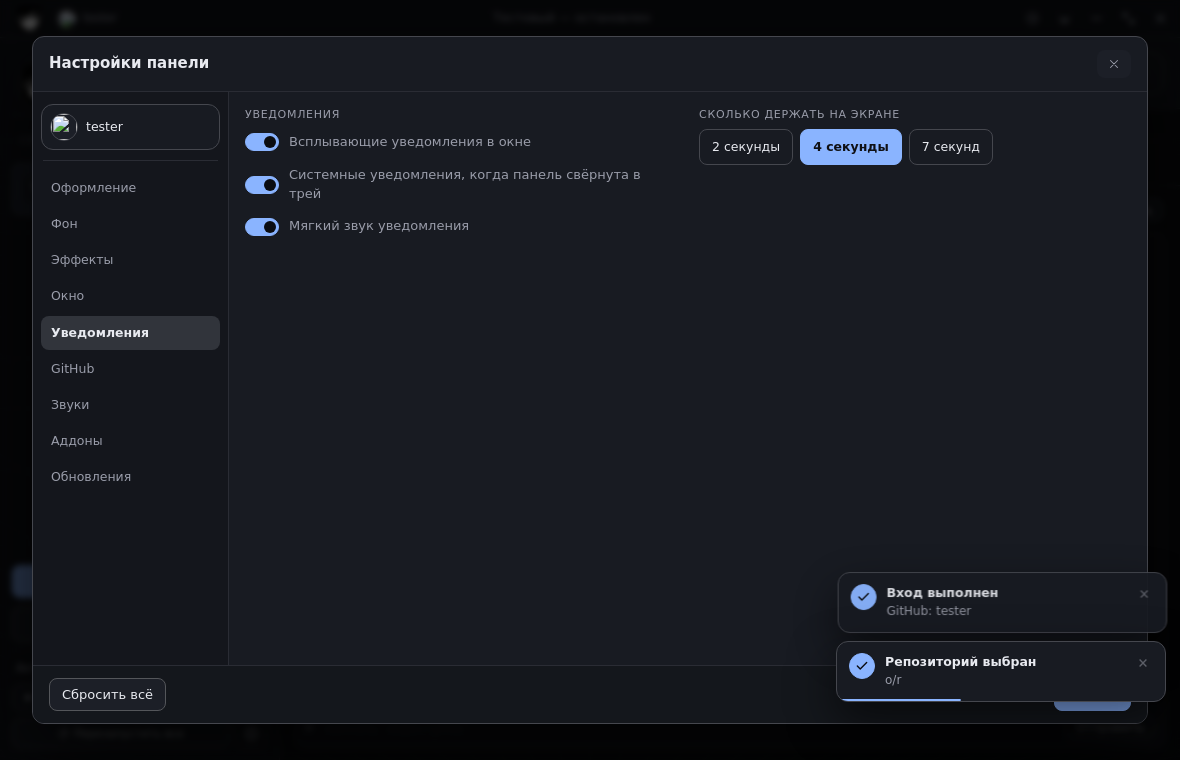 Настройки панели
tester
Оформление
Фон
Эффекты
Окно
Уведомления
GitHub
Звуки
Аддоны
Обновления
УВЕДОМЛЕНИЯ
Всплывающие уведомления в окне
Системные уведомления, когда панель свёрнута в
трей
Мягкий звук уведомления
СКОЛЬКО ДЕРЖАТЬ НА ЭКРАНЕ
2 секунды
4 секунды
7 секунд
Вход выполнен
GitHub: tester
Репозиторий выбран
o/r
Сбросить всё